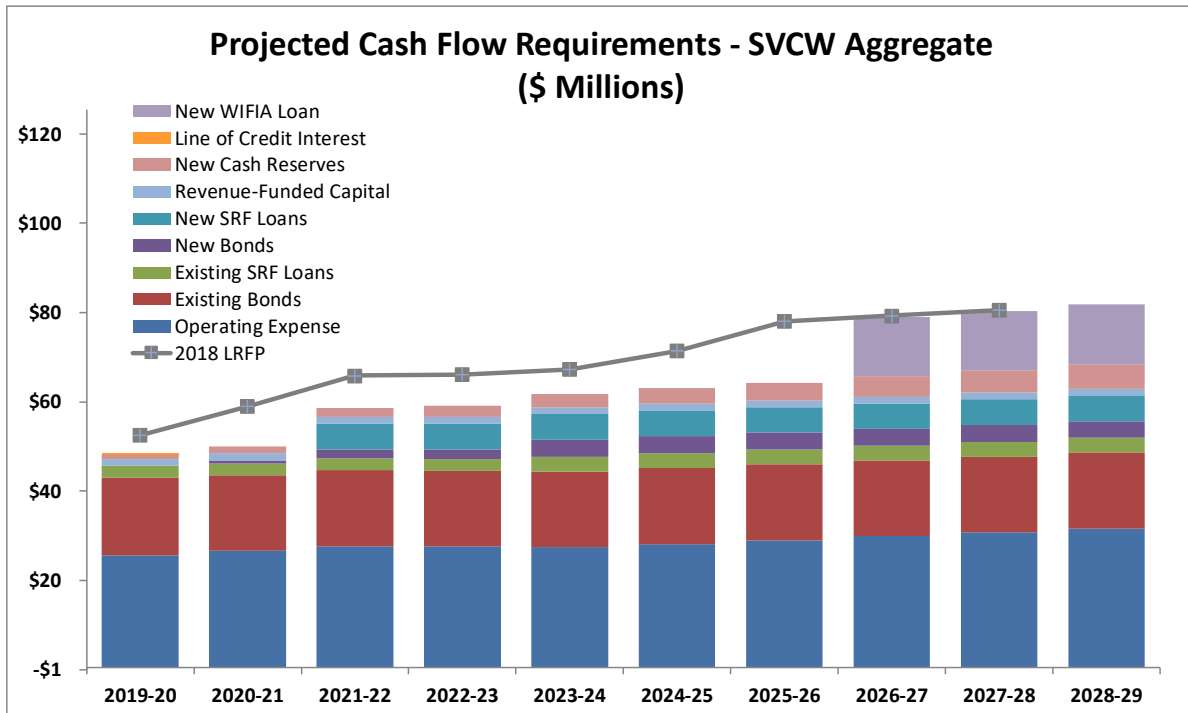 Projected Cash Flow Requirements - SVCW Aggregate
($ Millions)
New WIFIA Loan
Line of Credit Interest
New Cash Reserves
Revenue-Funded Capital
New SRF Loans
New Bonds
Existing SRF Loans
Existing Bonds
Operating Expense
2018 LRFP
$120
$100
$80
$60
$40
$20
-$1
2019-20 2020-21 2021-22 2022-23 2023-24 2024-25 2025-26 2026-27 2027-28 2028-29